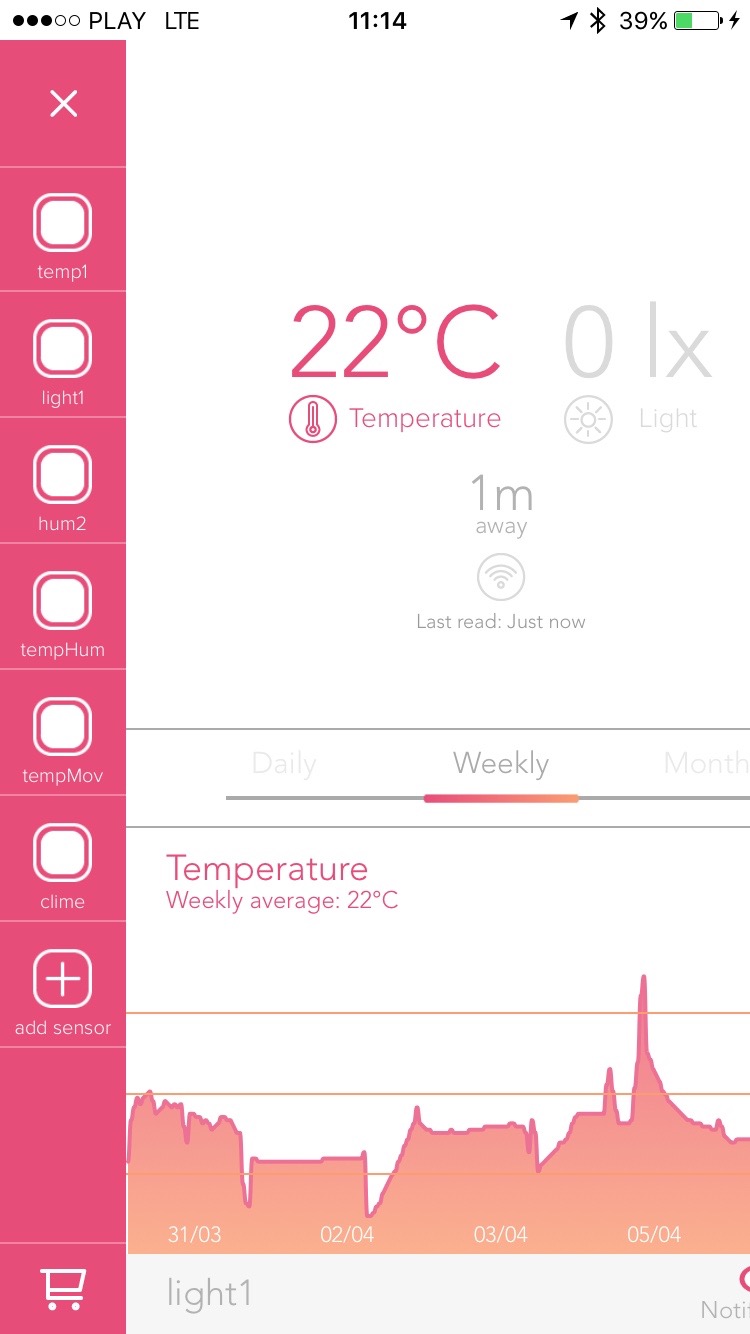 PLAY LTE 11:14 39%
temp1
light1
hum2
tempHum
tempMov
clime
add sensor
22°C 0 lx
Temperature Light
1m
away
Last read: Just now
Daily Weekly Month
Temperature
Weekly average: 22°C
31/03 02/04 03/04 05/04
light1
Notif